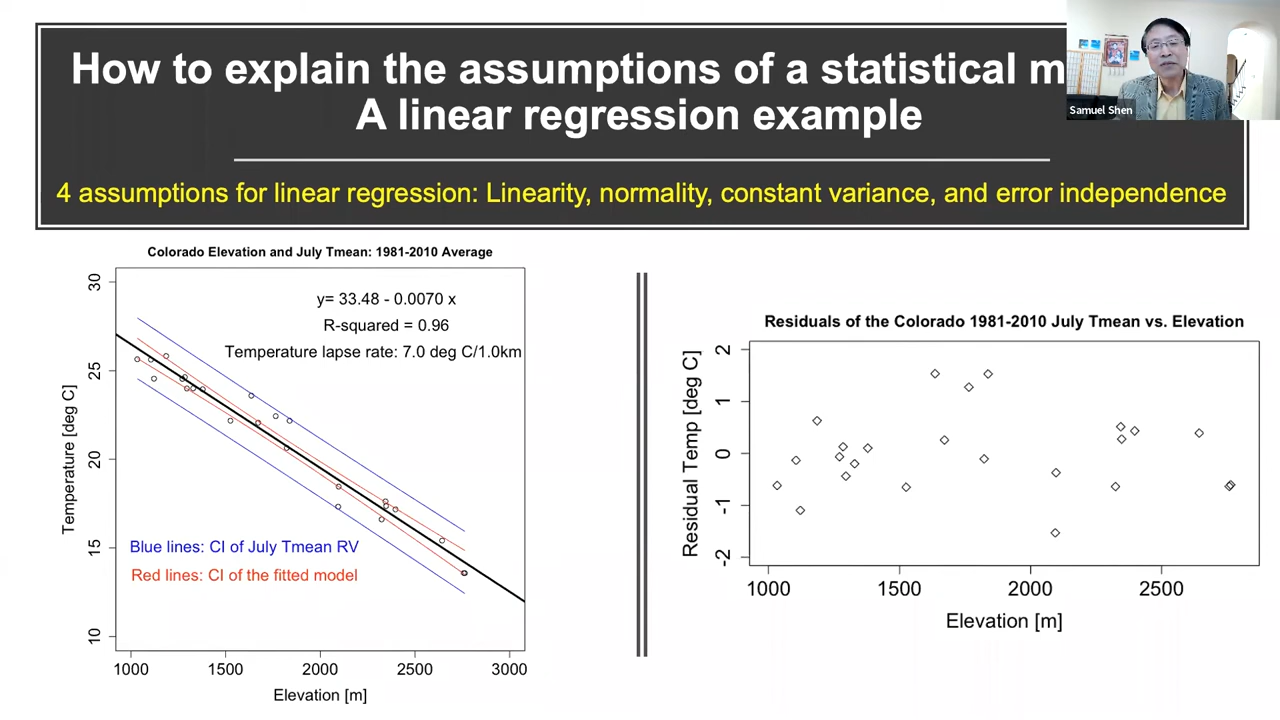 How to explain the assumptions of a statistical m
A linear regression example
Samuel Shen
4 assumptions for linear regression: Linearity, normality, constant variance, and error independence
Colorado Elevation and July Tmean: 1981-2010 Average
y= 33.48 - 0.0070 x
R-squared = 0.96
Temperature lapse rate: 7.0 deg C/1.0km
Blue lines: CI of July Tmean RV
Red lines: CI of the fitted model
Temperature [deg C]
30
25
20
15
10
1000 1500 2000 2500 3000
Elevation [m]
Residuals of the Colorado 1981-2010 July Tmean vs. Elevation
Residual Temp [deg C]
2
1
0
-1
-2
1000 1500 2000 2500
Elevation [m]